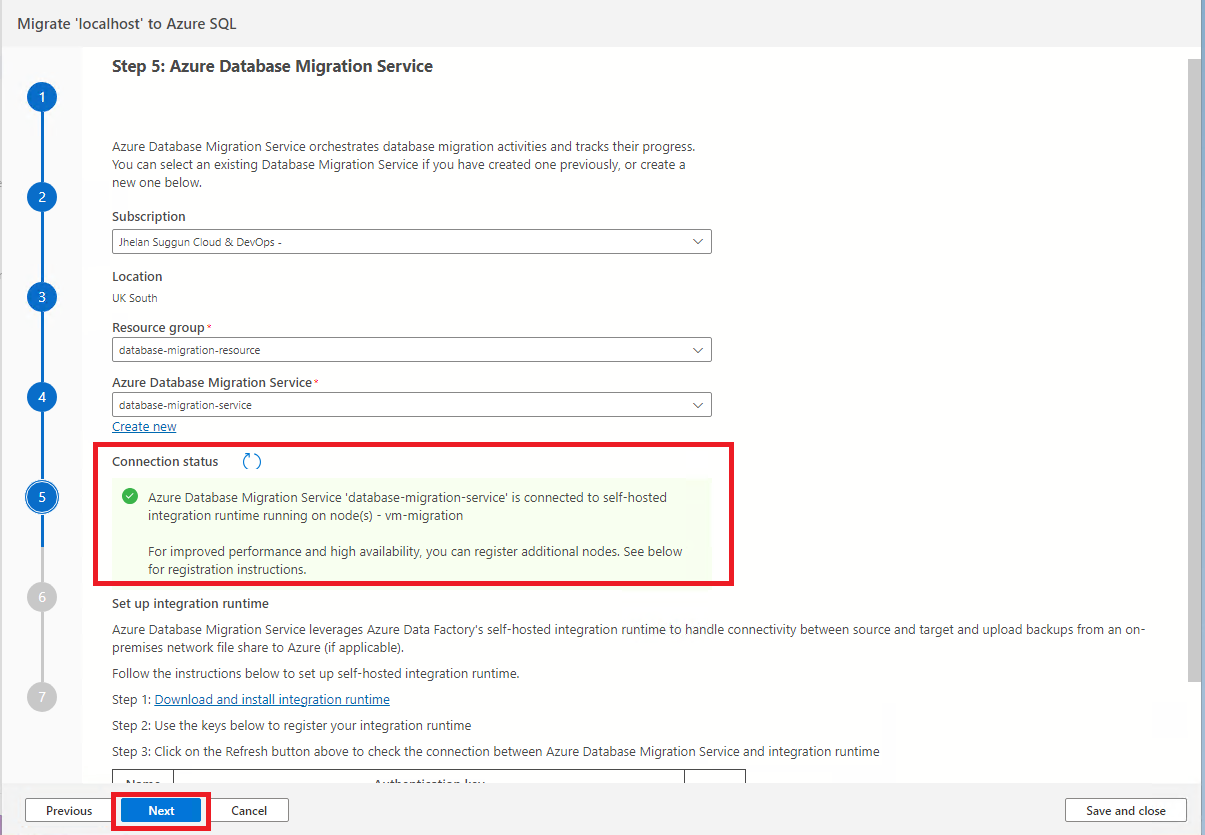 Migrate 'localhost' to Azure SQL
Step 5: Azure Database Migration Service
1
Azure Database Migration Service orchestrates database migration activities and tracks their progress.
You can select an existing Database Migration Service if you have created one previously, or create a
new one below.
2
Subscription
Jhelan Suggun Cloud & DevOps -
Location
3
UK South
Resource group*
database-migration-resource
Azure Database Migration Service*
4
database-migration-service
Create new
Connection status
5
Azure Database Migration Service 'database-migration-service' is connected to self-hosted
integration runtime running on node(s) - vm-migration
For improved performance and high availability, you can register additional nodes. See below
for registration instructions.
6
Set up integration runtime
Azure Database Migration Service leverages Azure Data Factory's self-hosted integration runtime to handle connectivity between source and target and upload backups from an on-
premises network file share to Azure (if applicable).
Follow the instructions below to set up self-hosted integration runtime.
7
Step 1: Download and install integration runtime
Step 2: Use the keys below to register your integration runtime
Step 3: Click on the Refresh button above to check the connection between Azure Database Migration Service and integration runtime
Name Authentication key
Previous Next Cancel Save and close